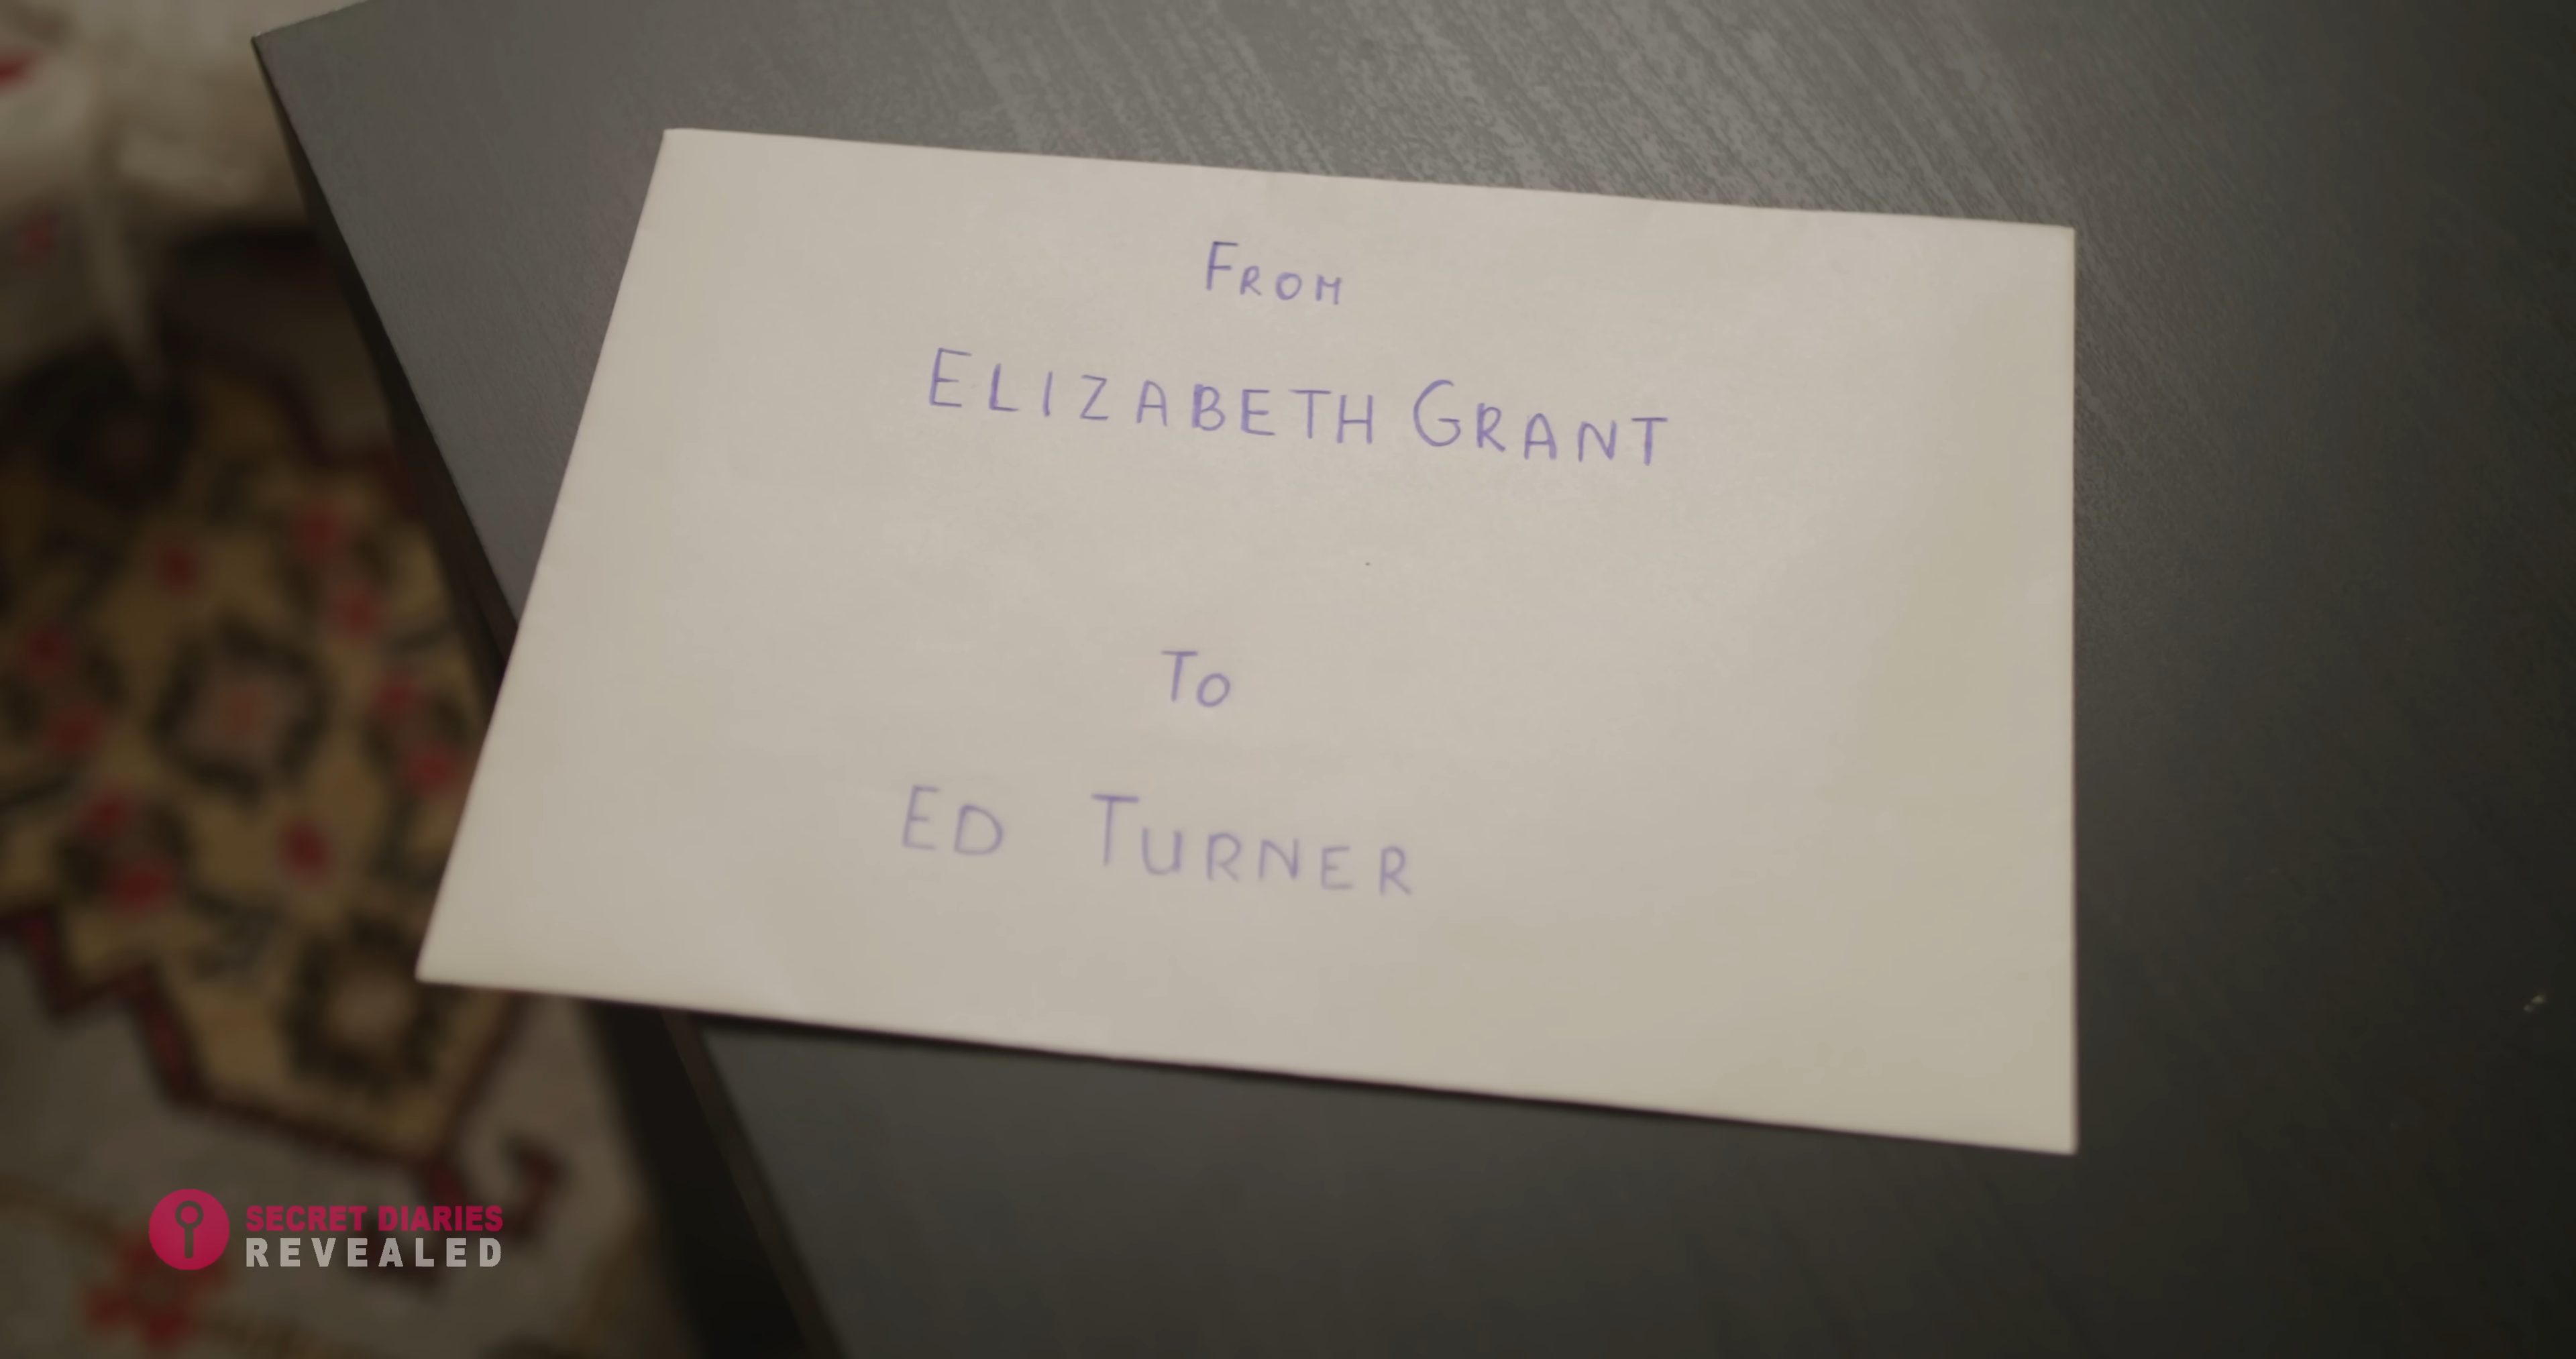 FROM
ELIZABETH GRANT
TO
ED TURNER
SECRET DIARIES
REVEALED